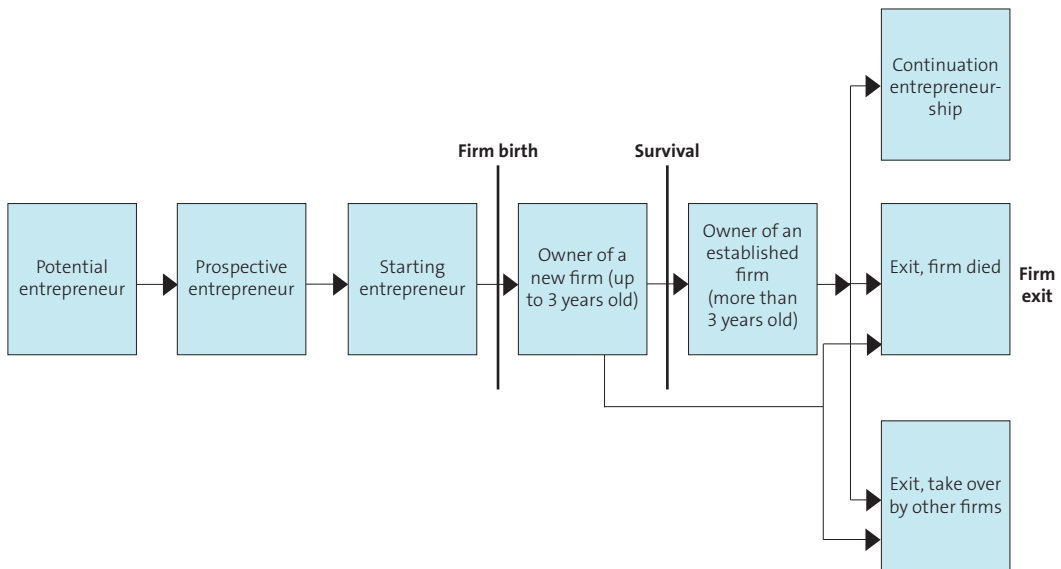 Continuation
entrepreneur-
ship
Firm birth
Survival
Potential
entrepreneur
Prospective
entrepreneur
Starting
entrepreneur
Owner of a
new firm (up
to 3 years old)
Owner of an
established
firm
(more than
3 years old)
Exit, firm died
Firm
exit
Exit, take over
by other firms